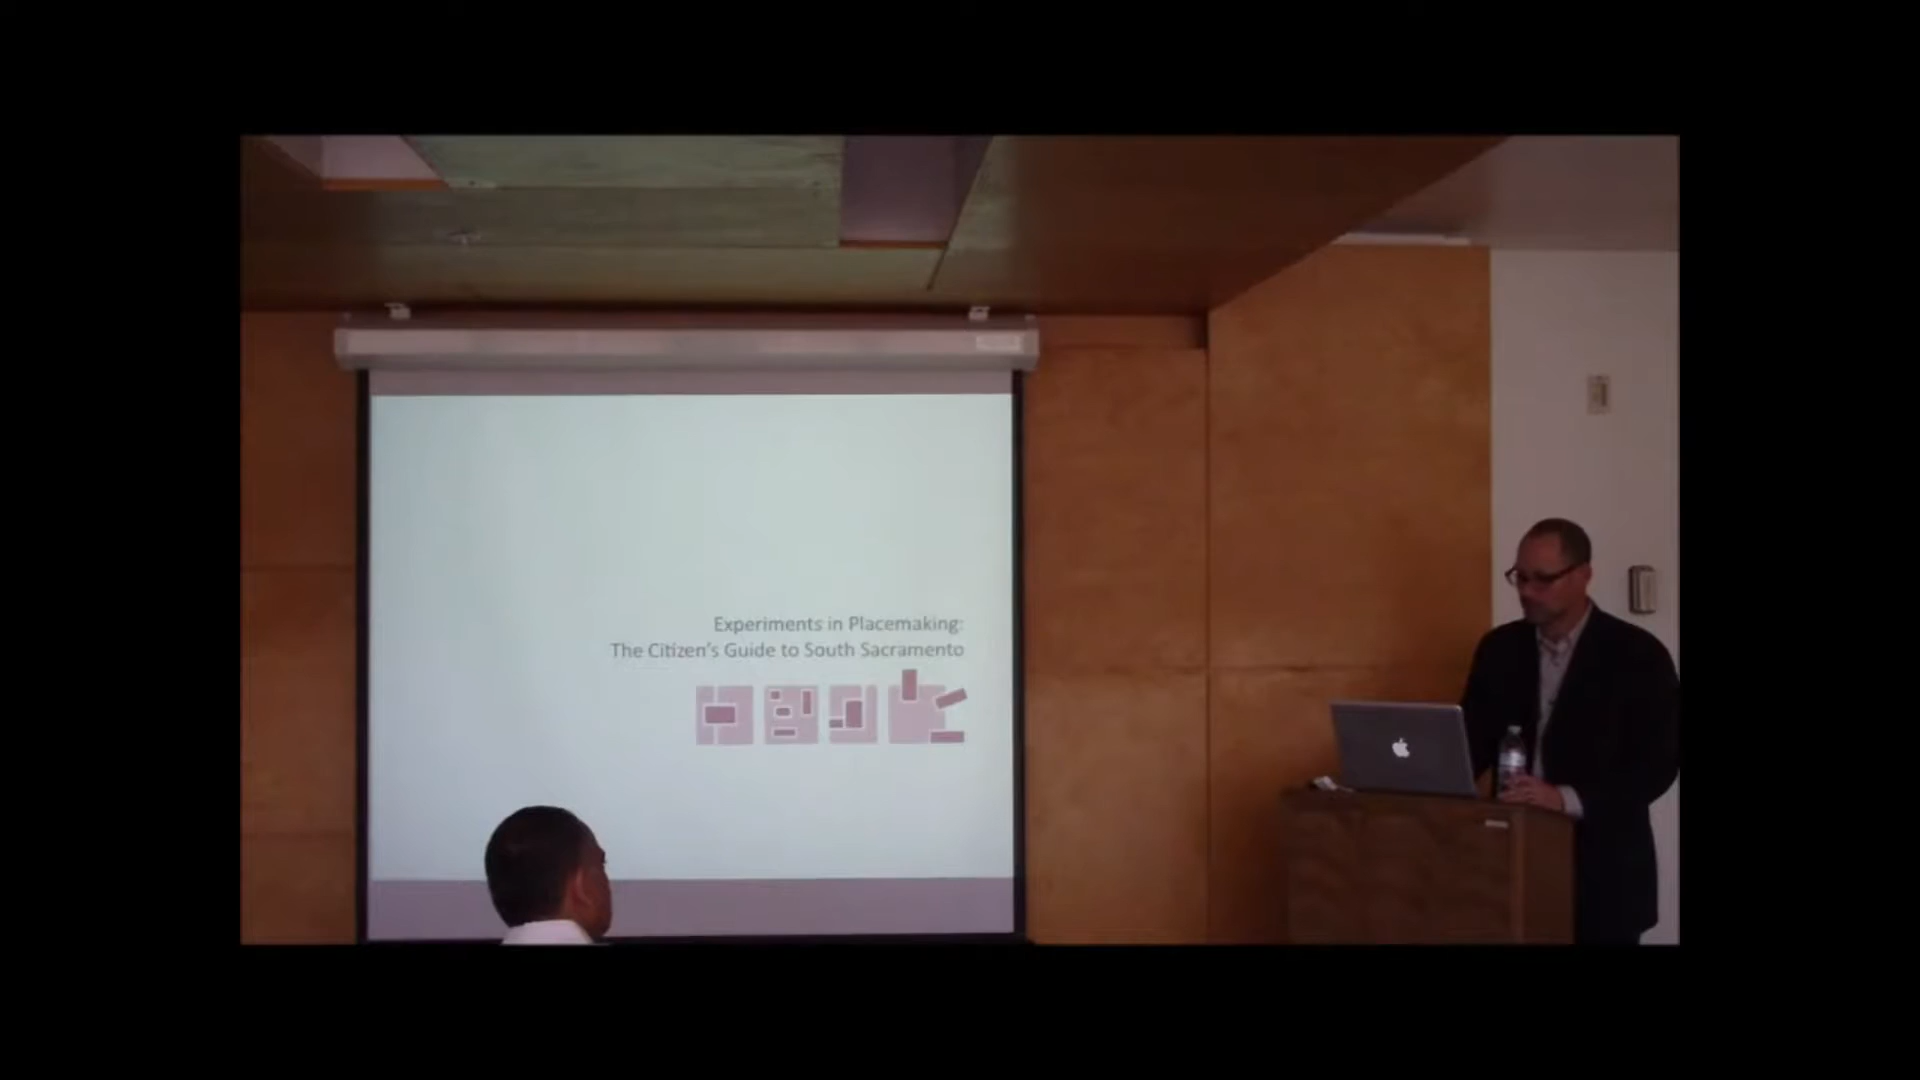 Experiments in Placemaking:
The Citizen's Guide to South Sacramento